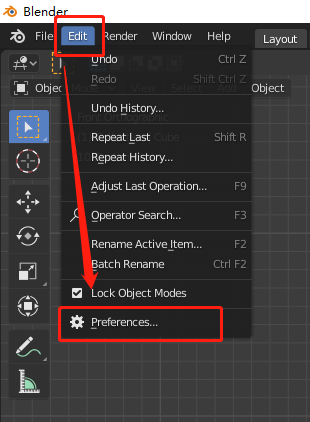 Blender
File Edit Render Window Help Layout
Undo Ctrl Z
Redo Shift Ctrl Z
Undo History...
Repeat Last Shift R
Repeat History...
Adjust Last Operation... F9
Operator Search... F3
Rename Active Item... F2
Batch Rename Ctrl F2
Lock Object Modes
Preferences...
Object
Object